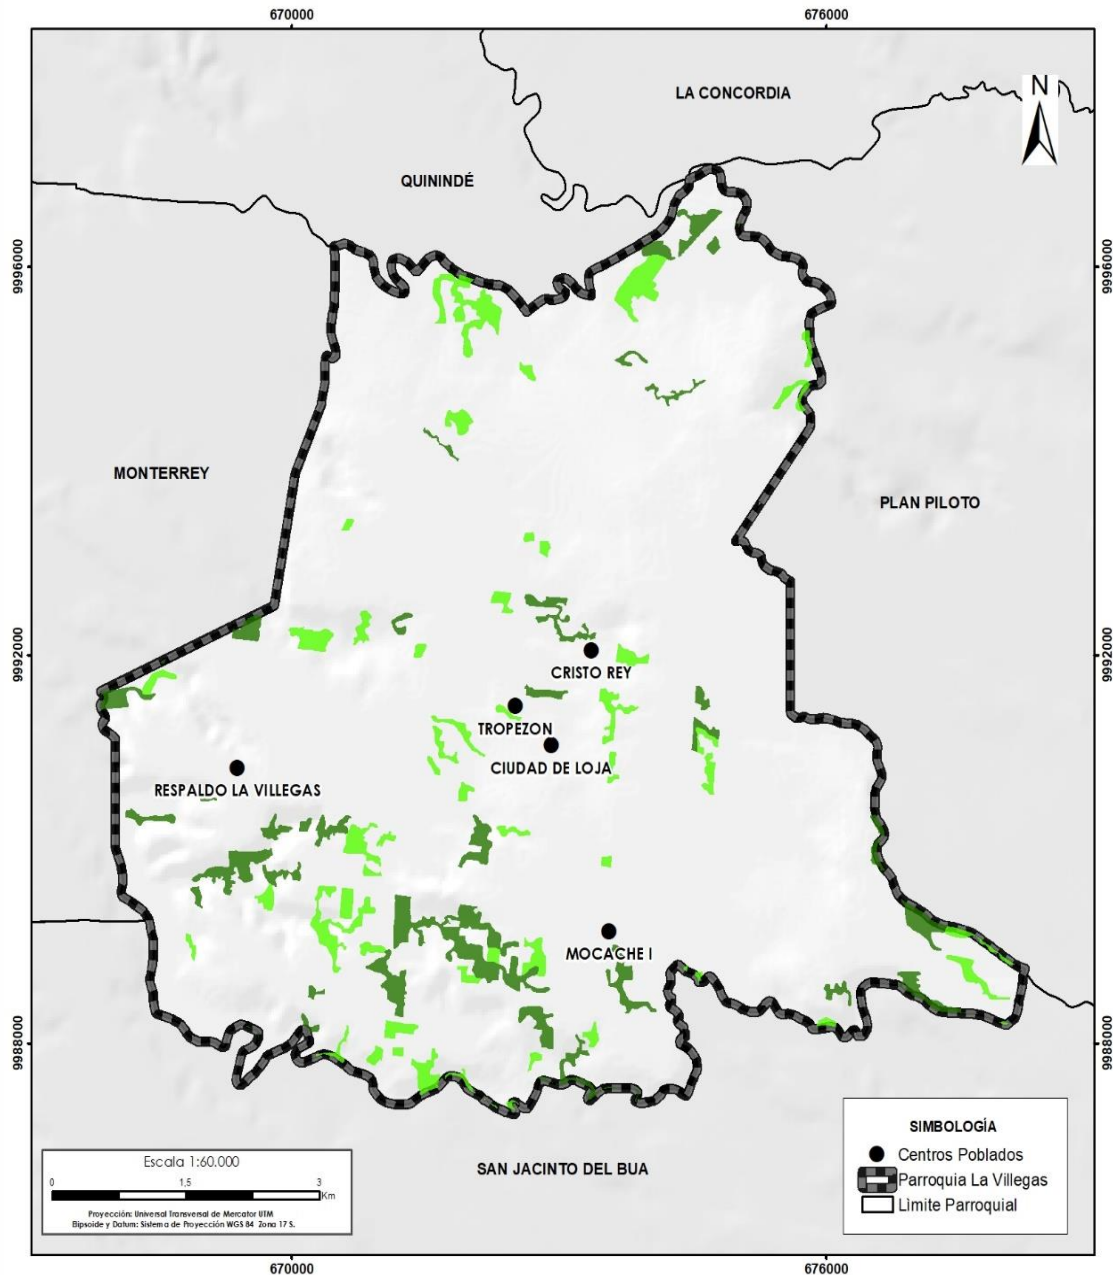 670000
676000
N
LA CONCORDIA
QUININDÉ
9996000
9996000
MONTERREY
PLAN PILOTO
9992000
9992000
CRISTO REY
TROPEZON
CIUDAD DE LOJA
RESPALDO LA VILLEGAS
MOCACHE I
9988000
9988000
SAN JACINTO DEL BUA
SIMBOLOGÍA
Centros Poblados
Parroquia La Villegas
Lìmite Parroquial
Escala 1:60.000
0 1,5 3
Km
Proyección: Universal Transversal de Mercator UTM
Elipsoide y Datum: Sistema de Proyección WGS 84 Zona 17 S.
670000
676000